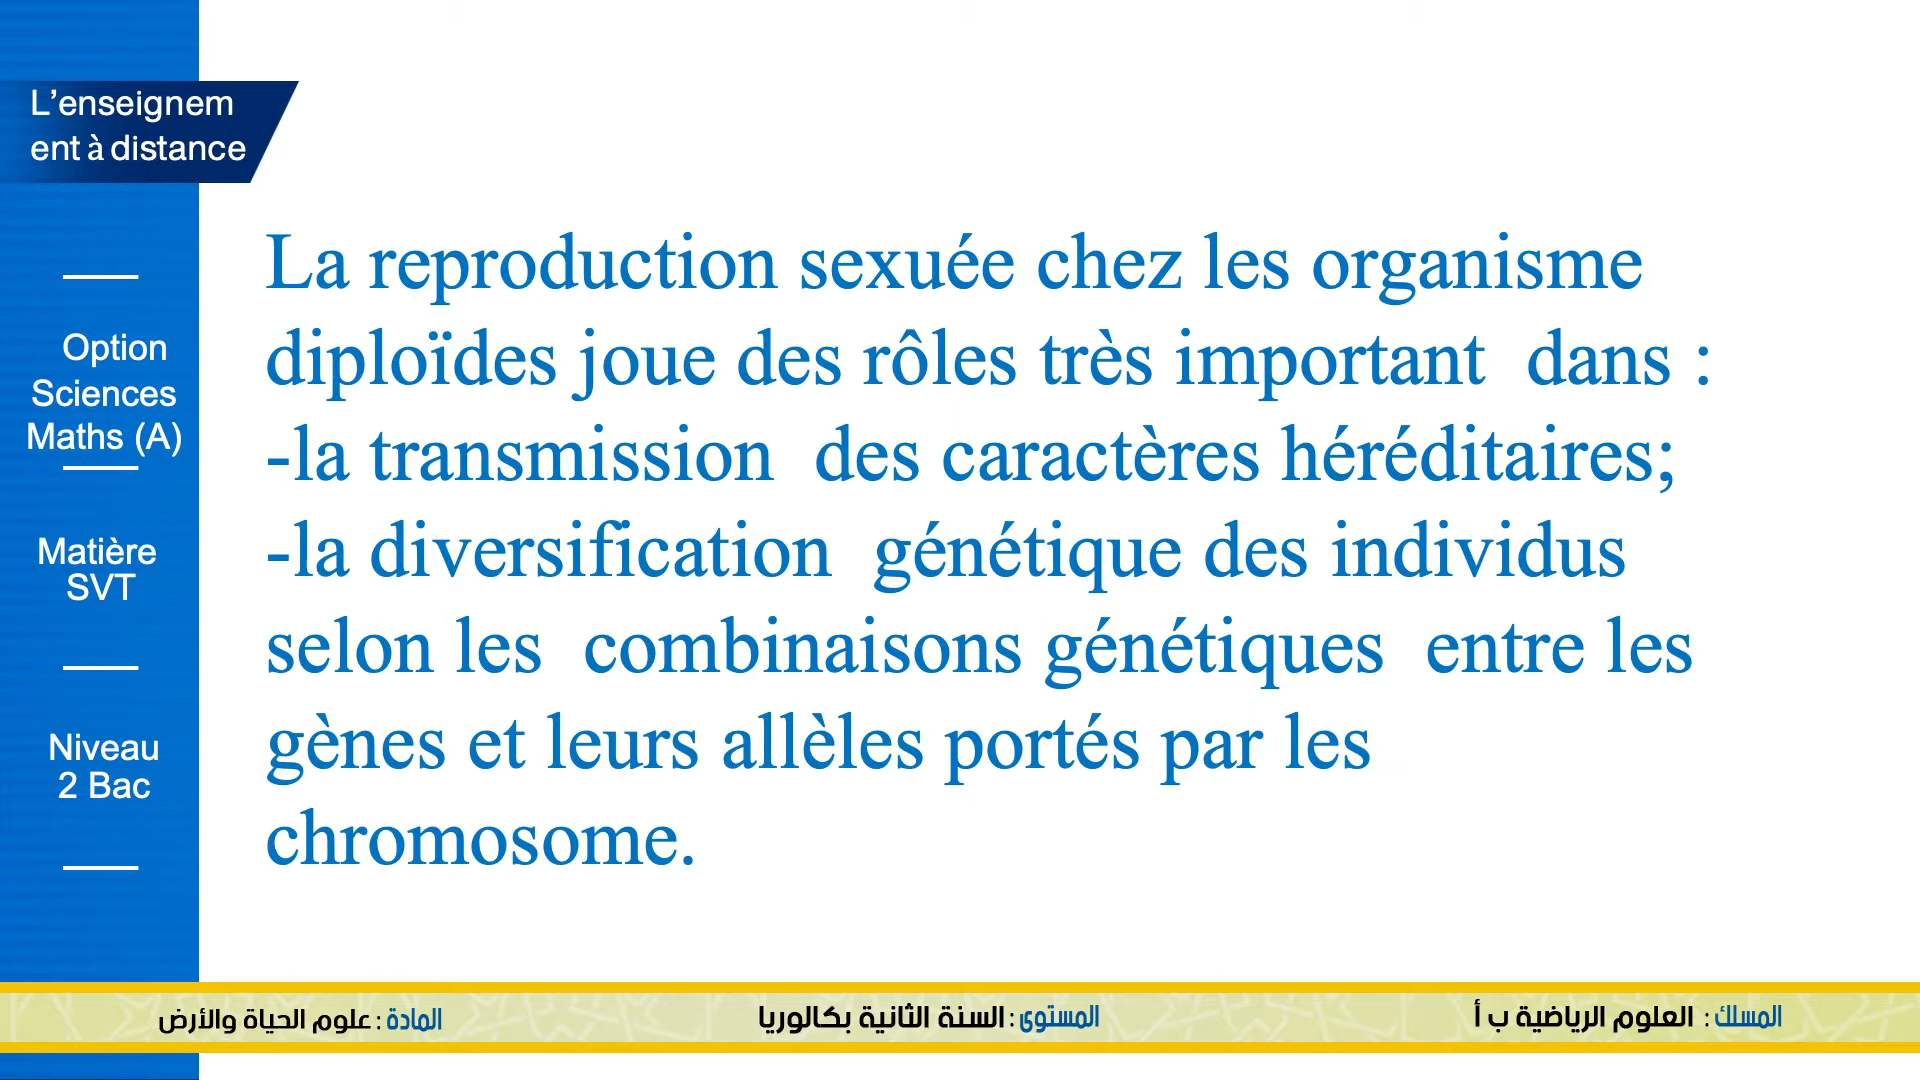 L’enseignem
ent à distance
Option
Sciences
Maths (A)
Matière
SVT
Niveau
2 Bac
La reproduction sexuée chez les organisme
diploïdes joue des rôles très important dans :
-la transmission des caractères héréditaires;
-la diversification génétique des individus
selon les combinaisons génétiques entre les
gènes et leurs allèles portés par les
chromosome.
المسلك : العلوم الرياضية ب أ
المستوى : السنة الثانية بكالوريا
المادة : علوم الحياة والأرض